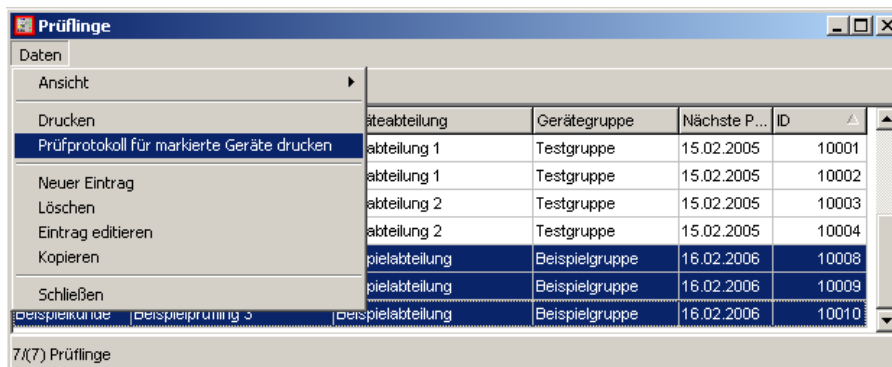 Prüflinge
Daten
Ansicht
Drucken
Prüfprotokoll für markierte Geräte drucken
Neuer Eintrag
Löschen
Eintrag editieren
Kopieren
Schließen
äteabteilung Gerätegruppe Nächste P... ID
abteilung 1 Testgruppe 15.02.2005 10001
abteilung 1 Testgruppe 15.02.2005 10002
abteilung 2 Testgruppe 15.02.2005 10003
abteilung 2 Testgruppe 15.02.2005 10004
pielabteilung Beispielgruppe 16.02.2006 10008
pielabteilung Beispielgruppe 16.02.2006 10009
Beispielkunde Beispielprüfling 3 Beispielabteilung Beispielgruppe 16.02.2006 10010
7/(7) Prüflinge